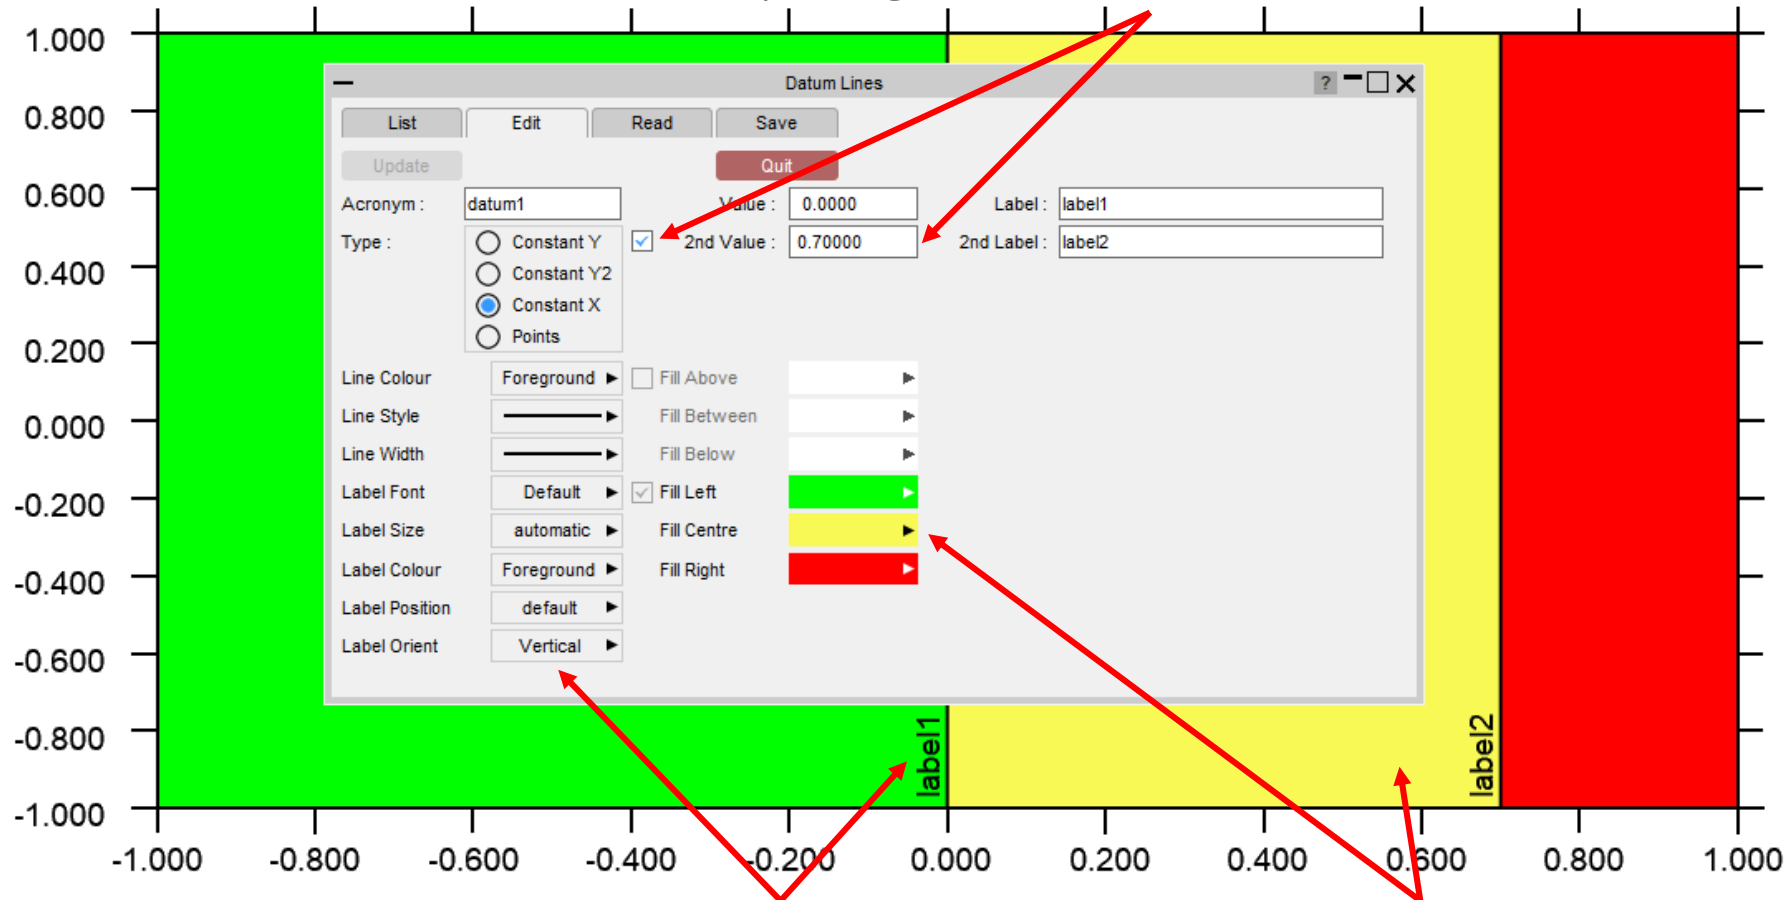 1.000
Datum Lines
?
0.800
List Edit Read Save
Update Quit
0.600
Acronym : datum1 Value : 0.0000 Label : label1
Type : Constant Y 2nd Value : 0.70000 2nd Label : label2
0.400
Constant Y2
Constant X
0.200
Points
Line Colour Foreground Fill Above
Line Style Fill Between
0.000
Line Width Fill Below
-0.200
Label Font Default Fill Left
Label Size automatic Fill Centre
-0.400
Label Colour Foreground Fill Right
Label Position default
Label Orient Vertical
-0.600
-0.800
label1
label2
-1.000
-1.000 -0.800 -0.600 -0.400 -0.200 0.000 0.200 0.400 0.600 0.800 1.000